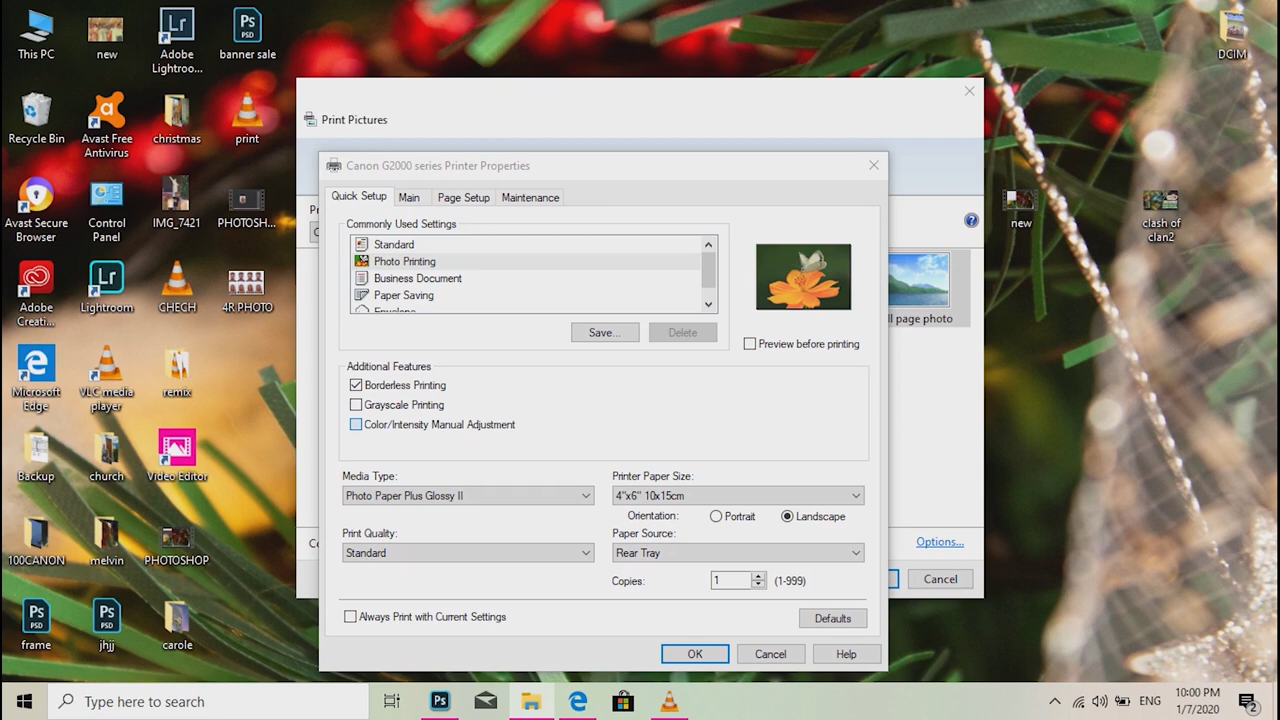 This PC
new
Adobe
Lightroo...
banner sale
DCIM
Recycle Bin
Avast Free
Antivirus
christmas
print
Avast Secure
Browser
Control
Panel
IMG_7421
PHOTOSH...
Adobe
Creati...
Lightroom
CHECH
4R PHOTO
Microsoft
Edge
VLC media
player
remix
Backup
church
Video Editor
100CANON
melvin
PHOTOSHOP
frame
jhjj
carole
new
clash of
clan2
Print Pictures
Canon G2000 series Printer Properties
Quick Setup
Main
Page Setup
Maintenance
Commonly Used Settings
Standard
Photo Printing
Business Document
Paper Saving
Envelope
Save...
Delete
Preview before printing
Additional Features
Borderless Printing
Grayscale Printing
Color/Intensity Manual Adjustment
Media Type:
Photo Paper Plus Glossy II
Printer Paper Size:
4"x6" 10x15cm
Orientation:
Portrait
Landscape
Print Quality:
Standard
Paper Source:
Rear Tray
Copies:
1
(1-999)
Always Print with Current Settings
Defaults
OK
Cancel
Help
ll page photo
Options...
Cancel
Type here to search
ENG
10:00 PM
1/7/2020
2